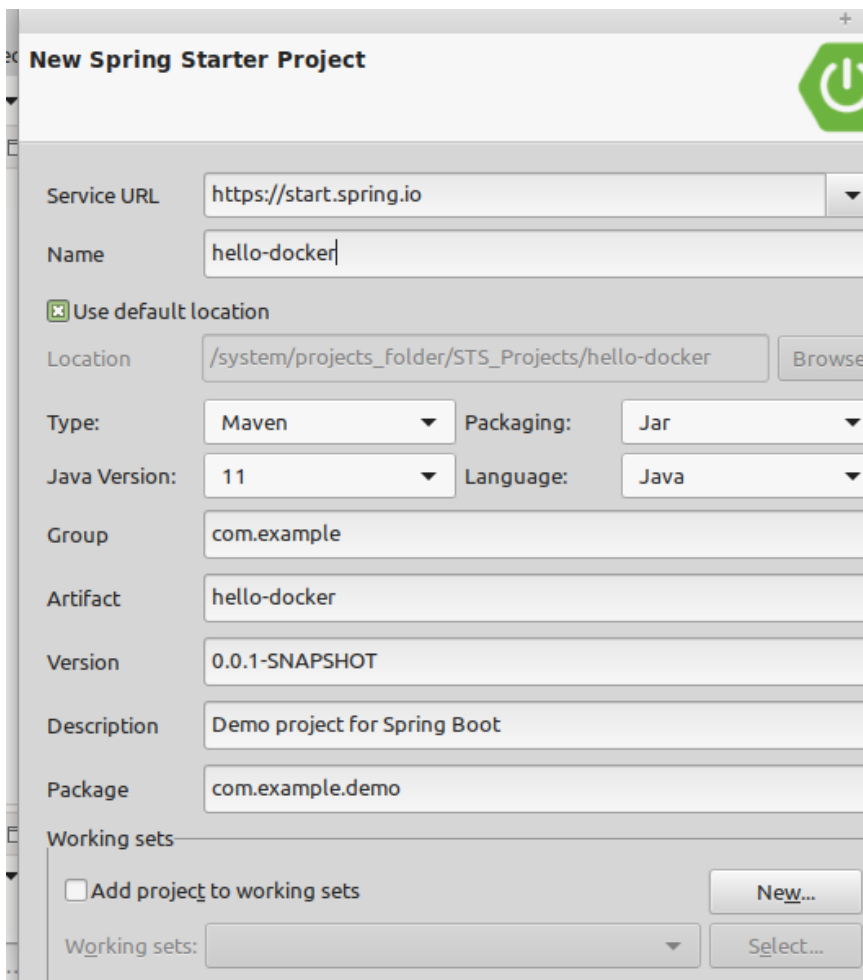 New Spring Starter Project
Service URL https://start.spring.io
Name hello-docker
Use default location
Location /system/projects_folder/STS_Projects/hello-docker Browse
Type: Maven Packaging: Jar
Java Version: 11 Language: Java
Group com.example
Artifact hello-docker
Version 0.0.1-SNAPSHOT
Description Demo project for Spring Boot
Package com.example.demo
Working sets
Add project to working sets New...
Working sets: Select...